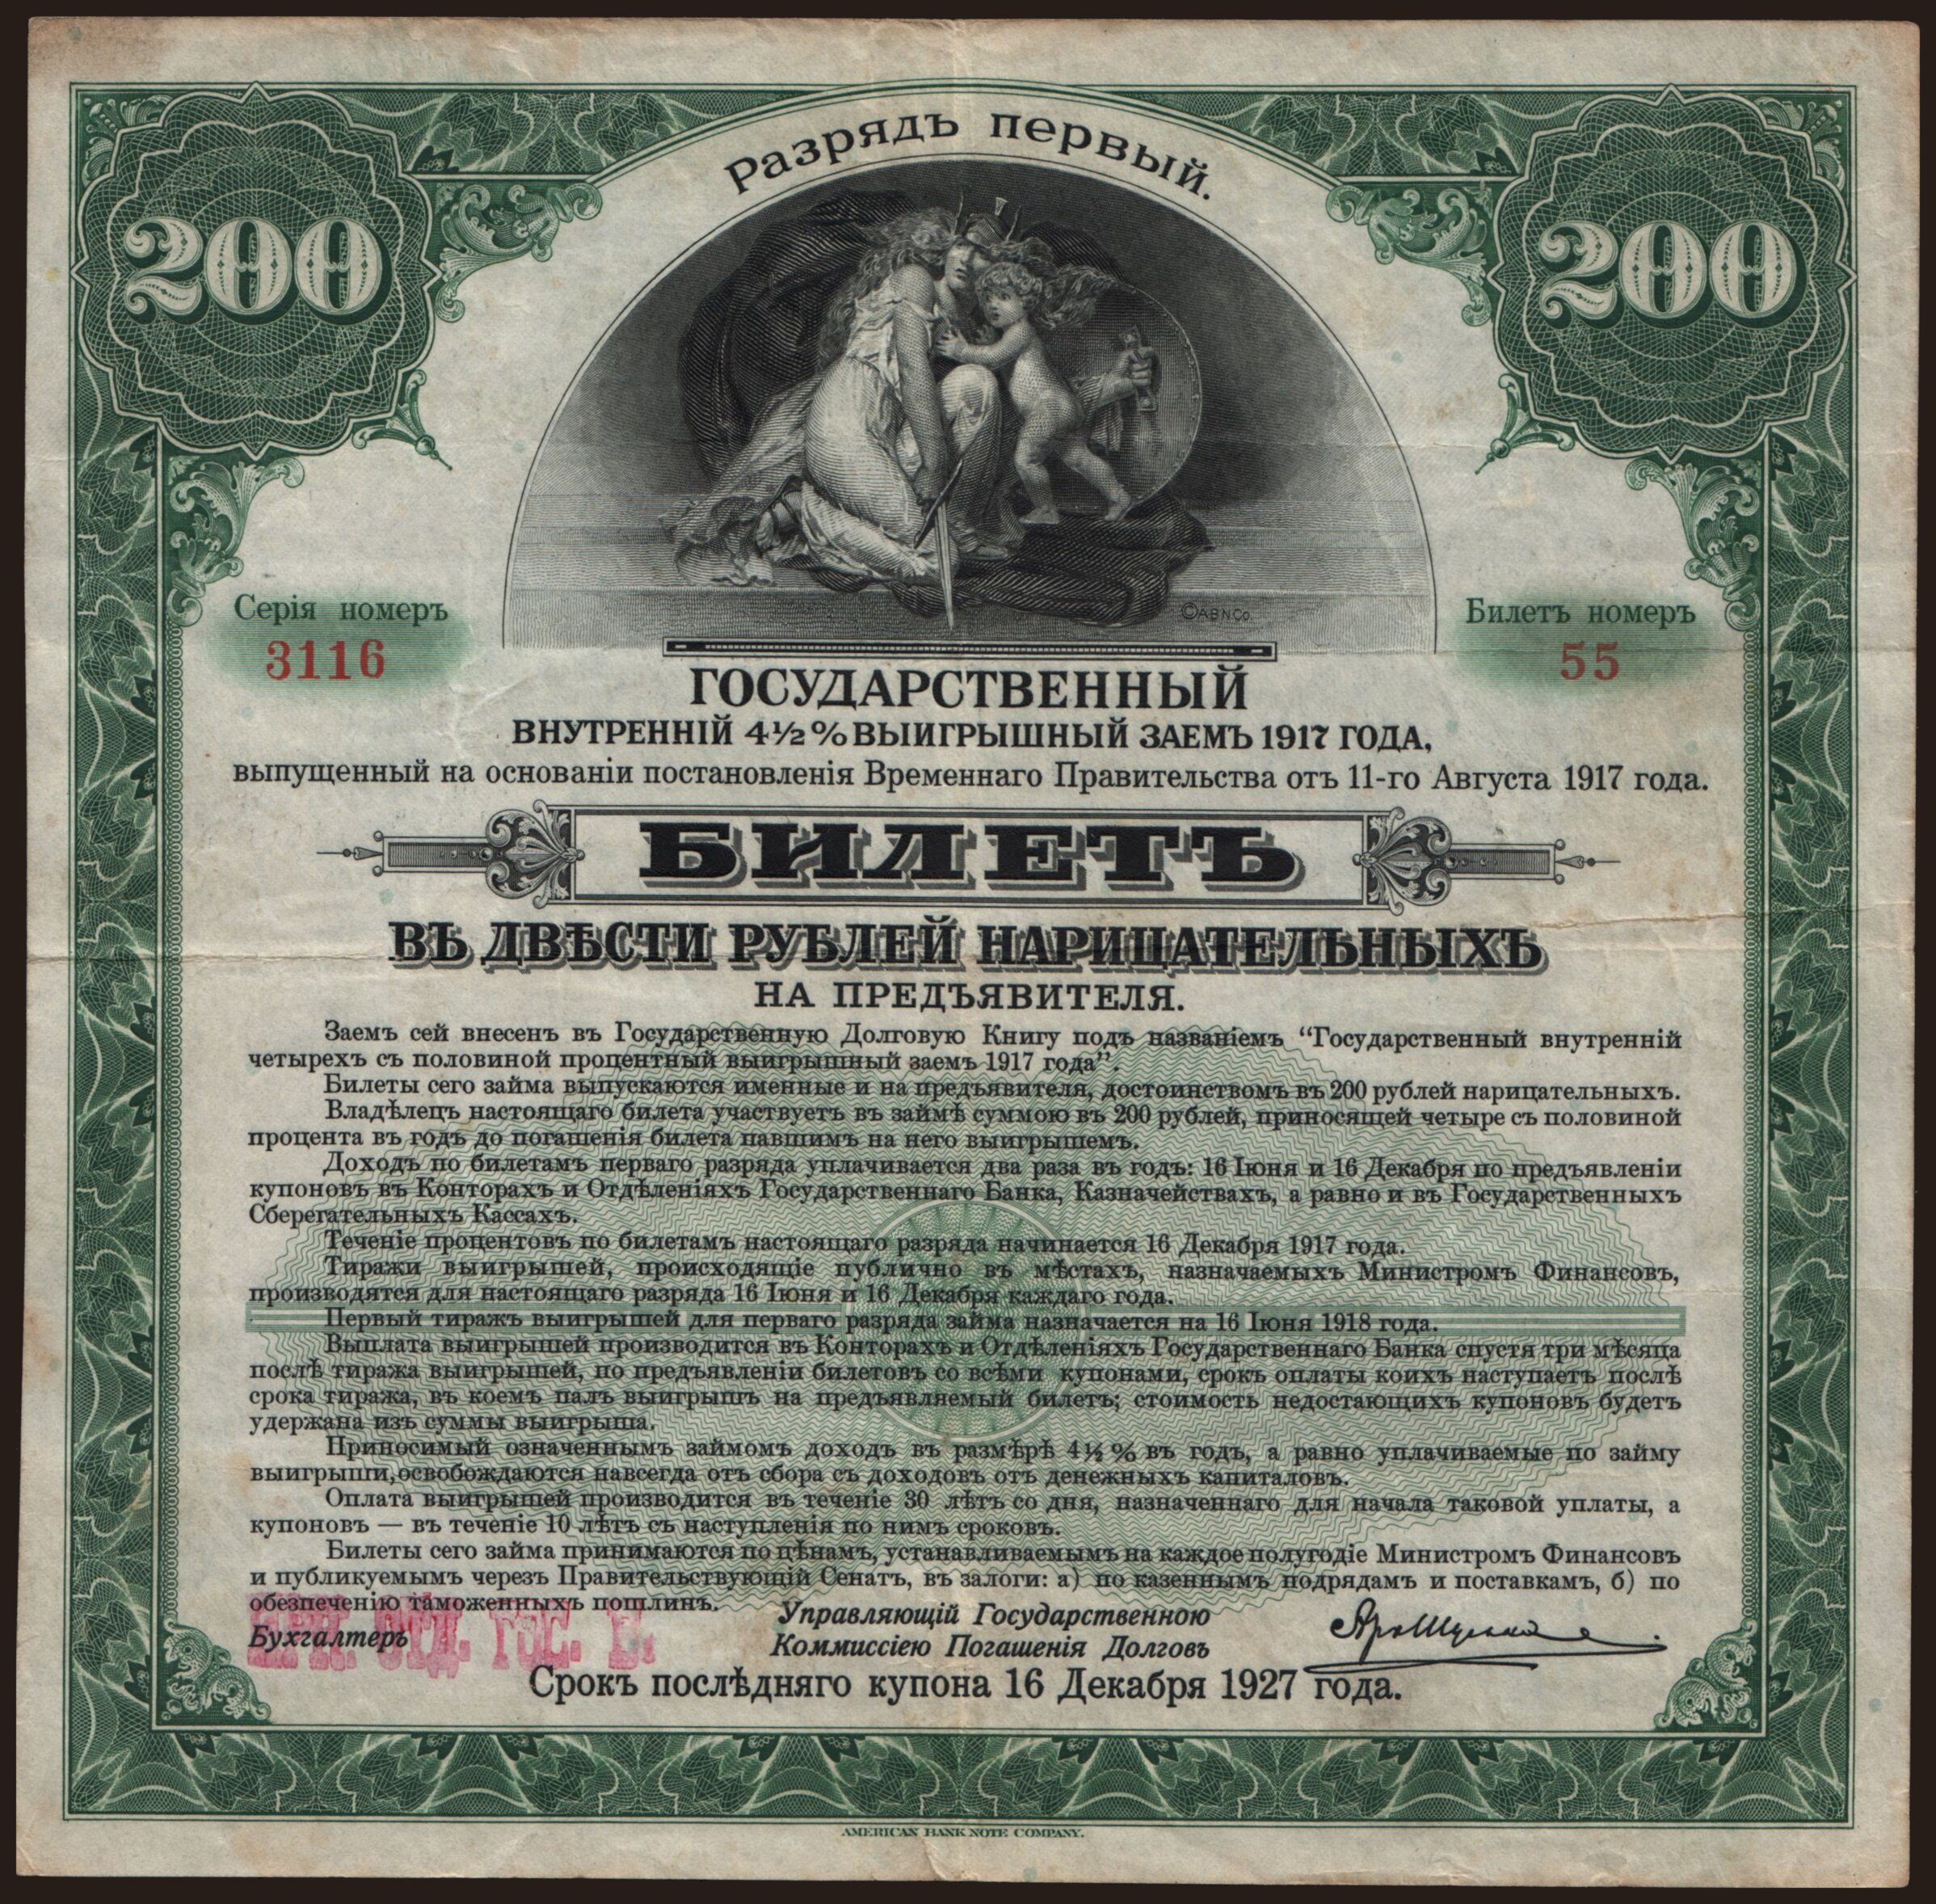 Разрядъ первый.
200
200
©ABNCo.
Серія номеръ
3116
Билетъ номеръ
55
ГОСУДАРСТВЕННЫЙ
ВНУТРЕННІЙ 4½% ВЫИГРЫШНЫЙ ЗАЕМЪ 1917 ГОДА,
выпущенный на основаніи постановленія Временнаго Правительства отъ 11-го Августа 1917 года.
БИЛЕТЪ
ВЪ ДВѢСТИ РУБЛЕЙ НАРИЦАТЕЛЬНЫХЪ
НА ПРЕДЪЯВИТЕЛЯ.
Заемъ сей внесенъ въ Государственную Долговую Книгу подъ названіемъ “Государственный внутренній
четырехъ съ половиной процентный выигрышный заемъ 1917 года”.
Билеты сего займа выпускаются именные и на предъявителя, достоинствомъ въ 200 рублей нарицательныхъ.
Владѣлецъ настоящаго билета участвуетъ въ займѣ суммою въ 200 рублей, приносящей четыре съ половиной
процента въ годъ до погашенія билета павшимъ на него выигрышемъ.
Доходъ по билетамъ перваго разряда уплачивается два раза въ годъ: 16 Іюня и 16 Декабря по предъявленіи
купоновъ въ Конторахъ и Отдѣленіяхъ Государственнаго Банка, Казначействахъ, а равно и въ Государственныхъ
Сберегательныхъ Кассахъ.
Теченіе процентовъ по билетамъ настоящаго разряда начинается 16 Декабря 1917 года.
Тиражи выигрышей, происходящіе публично въ мѣстахъ, назначаемыхъ Министромъ Финансовъ,
производятся для настоящаго разряда 16 Іюня и 16 Декабря каждаго года.
Первый тиражъ выигрышей для перваго разряда займа назначается на 16 Іюня 1918 года.
Выплата выигрышей производится въ Конторахъ и Отдѣленіяхъ Государственнаго Банка спустя три мѣсяца
послѣ тиража выигрышей, по предъявленіи билетовъ со всѣми купонами, срокъ оплаты коихъ наступаетъ послѣ
срока тиража, въ коемъ палъ выигрышъ на предъявляемый билетъ; стоимость недостающихъ купоновъ будетъ
удержана изъ суммы выигрыша.
Приносимый означеннымъ займомъ доходъ въ размѣрѣ 4½% въ годъ, а равно уплачиваемые по займу
выигрыши, освобождаются навсегда отъ сбора съ доходовъ отъ денежныхъ капиталовъ.
Оплата выигрышей производится въ теченіе 30 лѣтъ со дня, назначеннаго для начала таковой уплаты, а
купоновъ — въ теченіе 10 лѣтъ съ наступленія по нимъ сроковъ.
Билеты сего займа принимаются по цѣнамъ, устанавливаемымъ на каждое полугодіе Министромъ Финансовъ
и публикуемымъ черезъ Правительствующій Сенатъ, въ залоги: а) по казеннымъ подрядамъ и поставкамъ, б) по
обезпеченію таможенныхъ пошлинъ.
ОТД. ГОС. Б.
Бухгалтеръ
Управляющій Государственною
Коммиссіею Погашенія Долговъ
Срокъ послѣдняго купона 16 Декабря 1927 года.
AMERICAN BANK NOTE COMPANY.